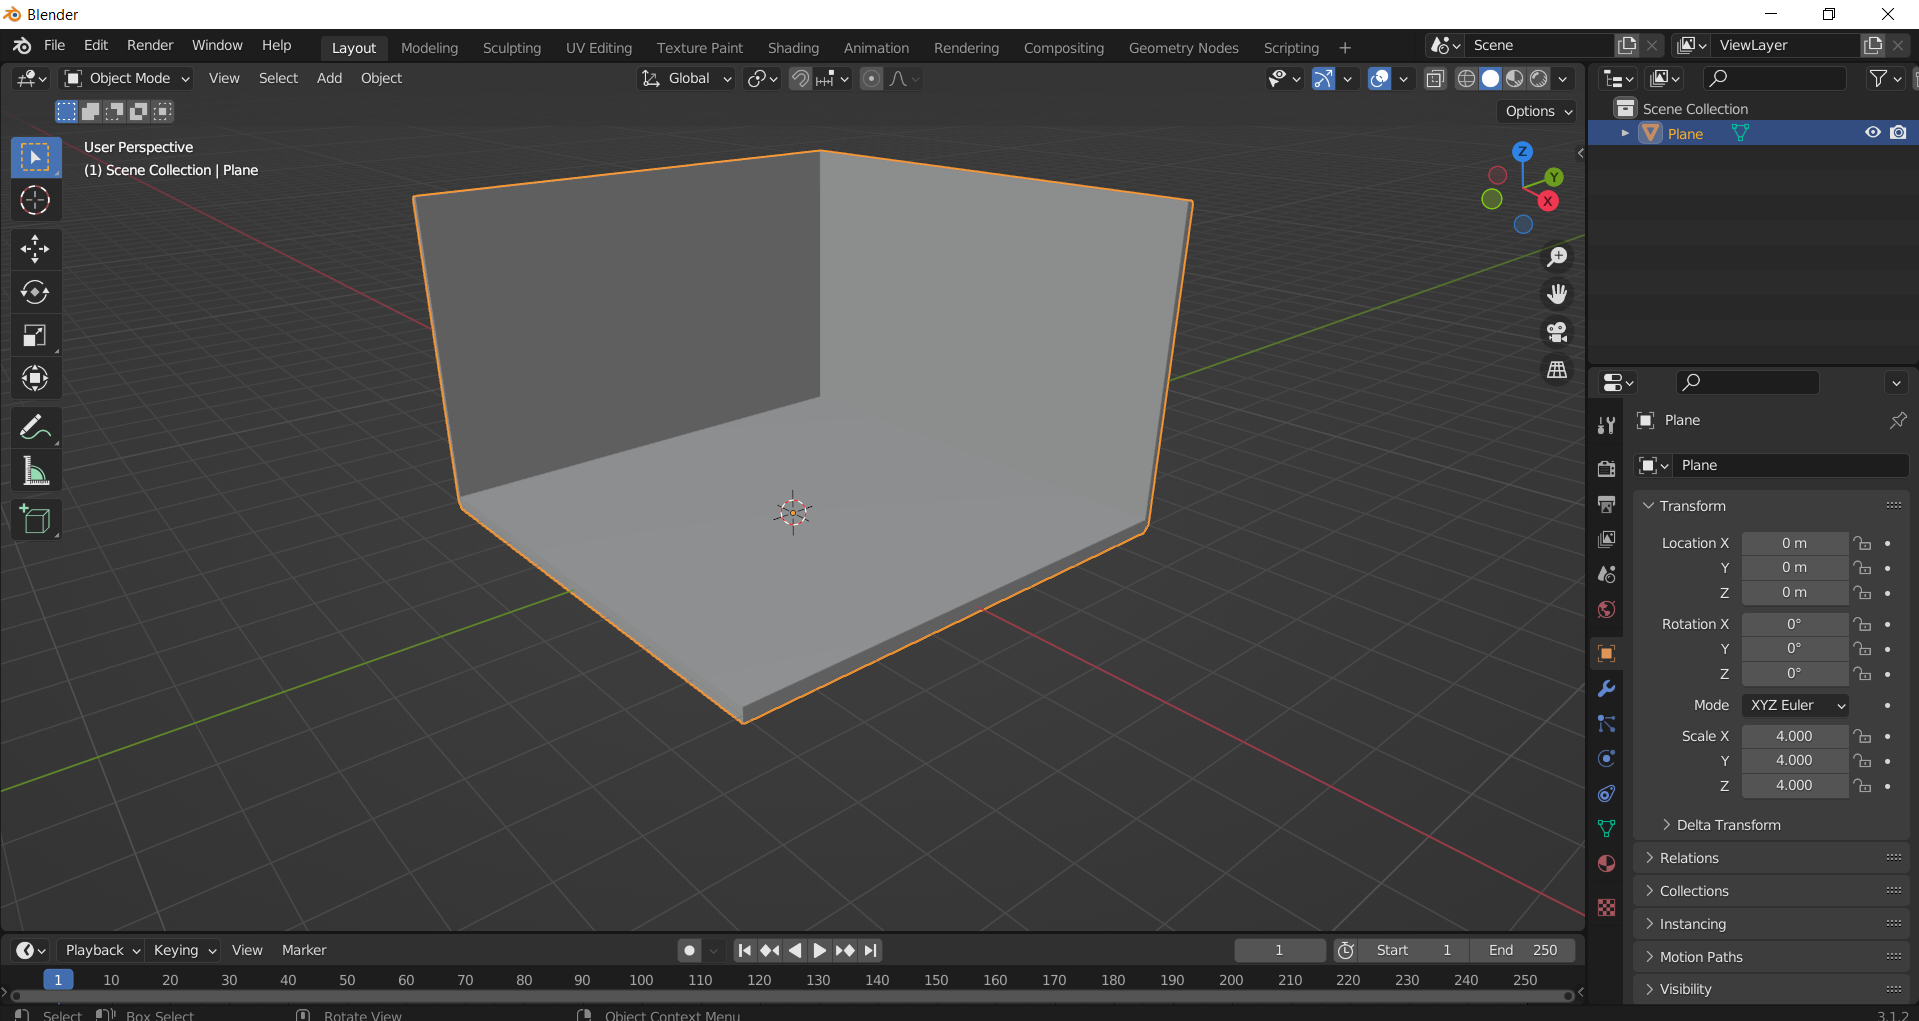 Blender
File Edit Render Window Help Layout Modeling Sculpting UV Editing Texture Paint Shading Animation Rendering Compositing Geometry Nodes Scripting + Scene ViewLayer
Object Mode View Select Add Object Global
Options
User Perspective
(1) Scene Collection | Plane
Z
Y
X
Scene Collection
Plane
Plane
Plane
Transform
Location X 0 m
Y 0 m
Z 0 m
Rotation X 0°
Y 0°
Z 0°
Mode XYZ Euler
Scale X 4.000
Y 4.000
Z 4.000
Delta Transform
Relations
Collections
Instancing
Motion Paths
Visibility
Playback Keying View Marker 1 Start 1 End 250
1 10 20 30 40 50 60 70 80 90 100 110 120 130 140 150 160 170 180 190 200 210 220 230 240 250
Select Box Select Rotate View Object Context Menu 3.1.2